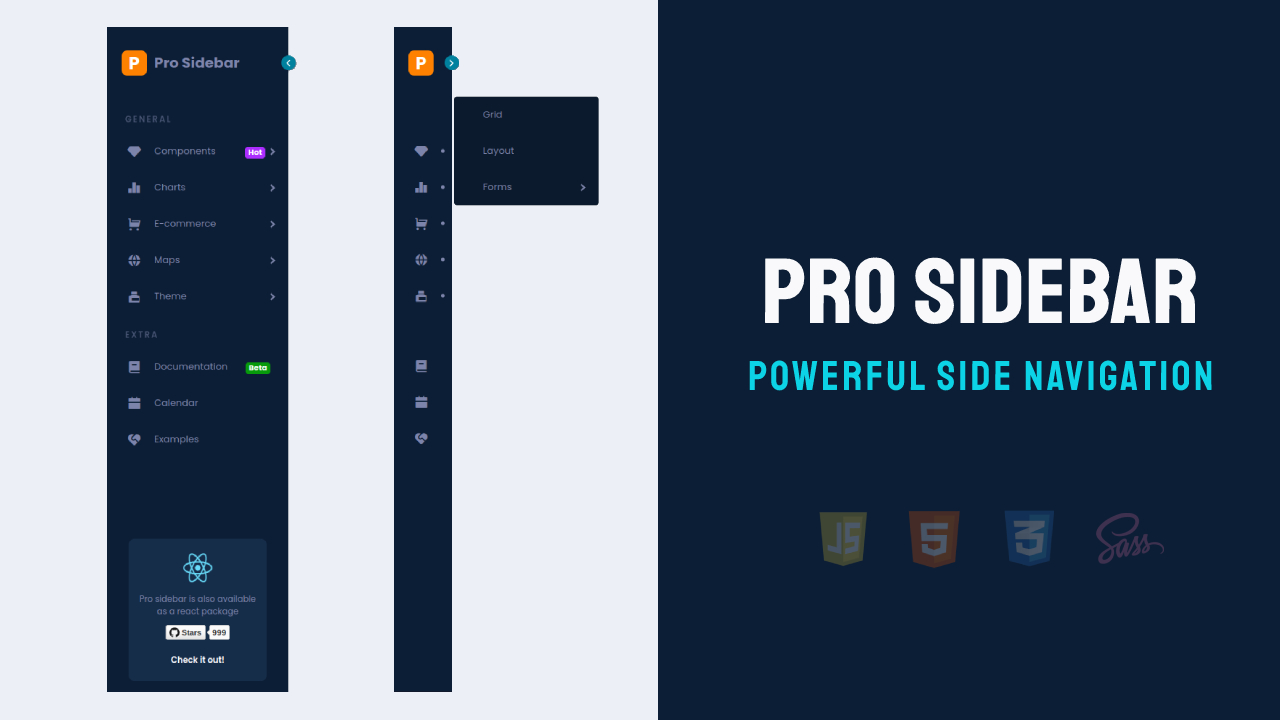 P Pro Sidebar
GENERAL
Components Hot
Charts
E-commerce
Maps
Theme
EXTRA
Documentation Beta
Calendar
Examples
Pro sidebar is also available
as a react package
Stars 999
Check it out!
P
Grid
Layout
Forms
PRO SIDEBAR
POWERFUL SIDE NAVIGATION
JS 5 3 Sass